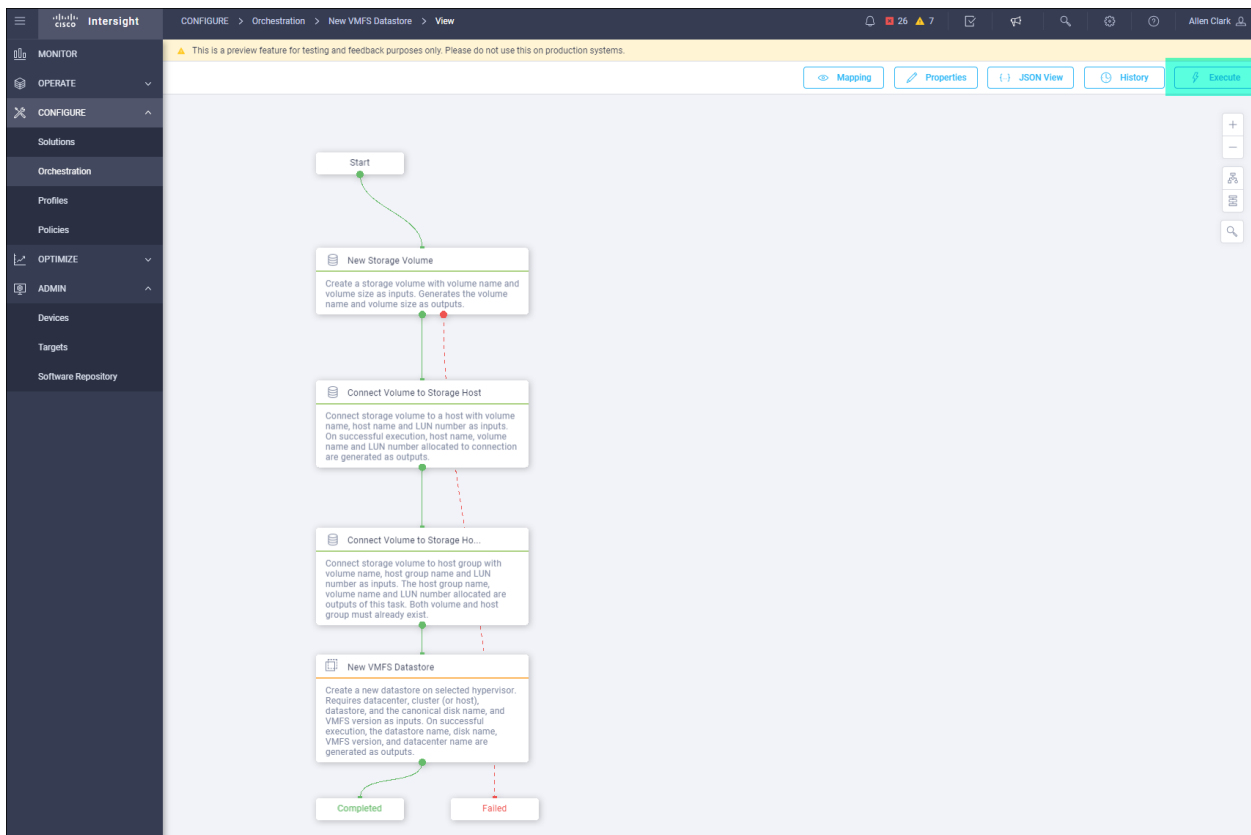 cisco Intersight
CONFIGURE > Orchestration > New VMFS Datastore > View
26 7
Allen Clark
MONITOR
OPERATE
CONFIGURE
Solutions
Orchestration
Profiles
Policies
OPTIMIZE
ADMIN
Devices
Targets
Software Repository
This is a preview feature for testing and feedback purposes only. Please do not use this on production systems.
Mapping
Properties
{..} JSON View
History
Execute
Start
New Storage Volume
Create a storage volume with volume name and
volume size as inputs. Generates the volume
name and volume size as outputs.
Connect Volume to Storage Host
Connect storage volume to a host with volume
name, host name and LUN number as inputs.
On successful execution, host name, volume
name and LUN number allocated to connection
are generated as outputs.
Connect Volume to Storage Ho...
Connect storage volume to host group with
volume name, host group name and LUN
number as inputs. The host group name,
volume name and LUN number allocated are
outputs of this task. Both volume and host
group must already exist.
New VMFS Datastore
Create a new datastore on selected hypervisor.
Requires datacenter, cluster (or host),
datastore, and the canonical disk name, and
VMFS version as inputs. On successful
execution, the datastore name, disk name,
VMFS version, and datacenter name are
generated as outputs.
Completed
Failed